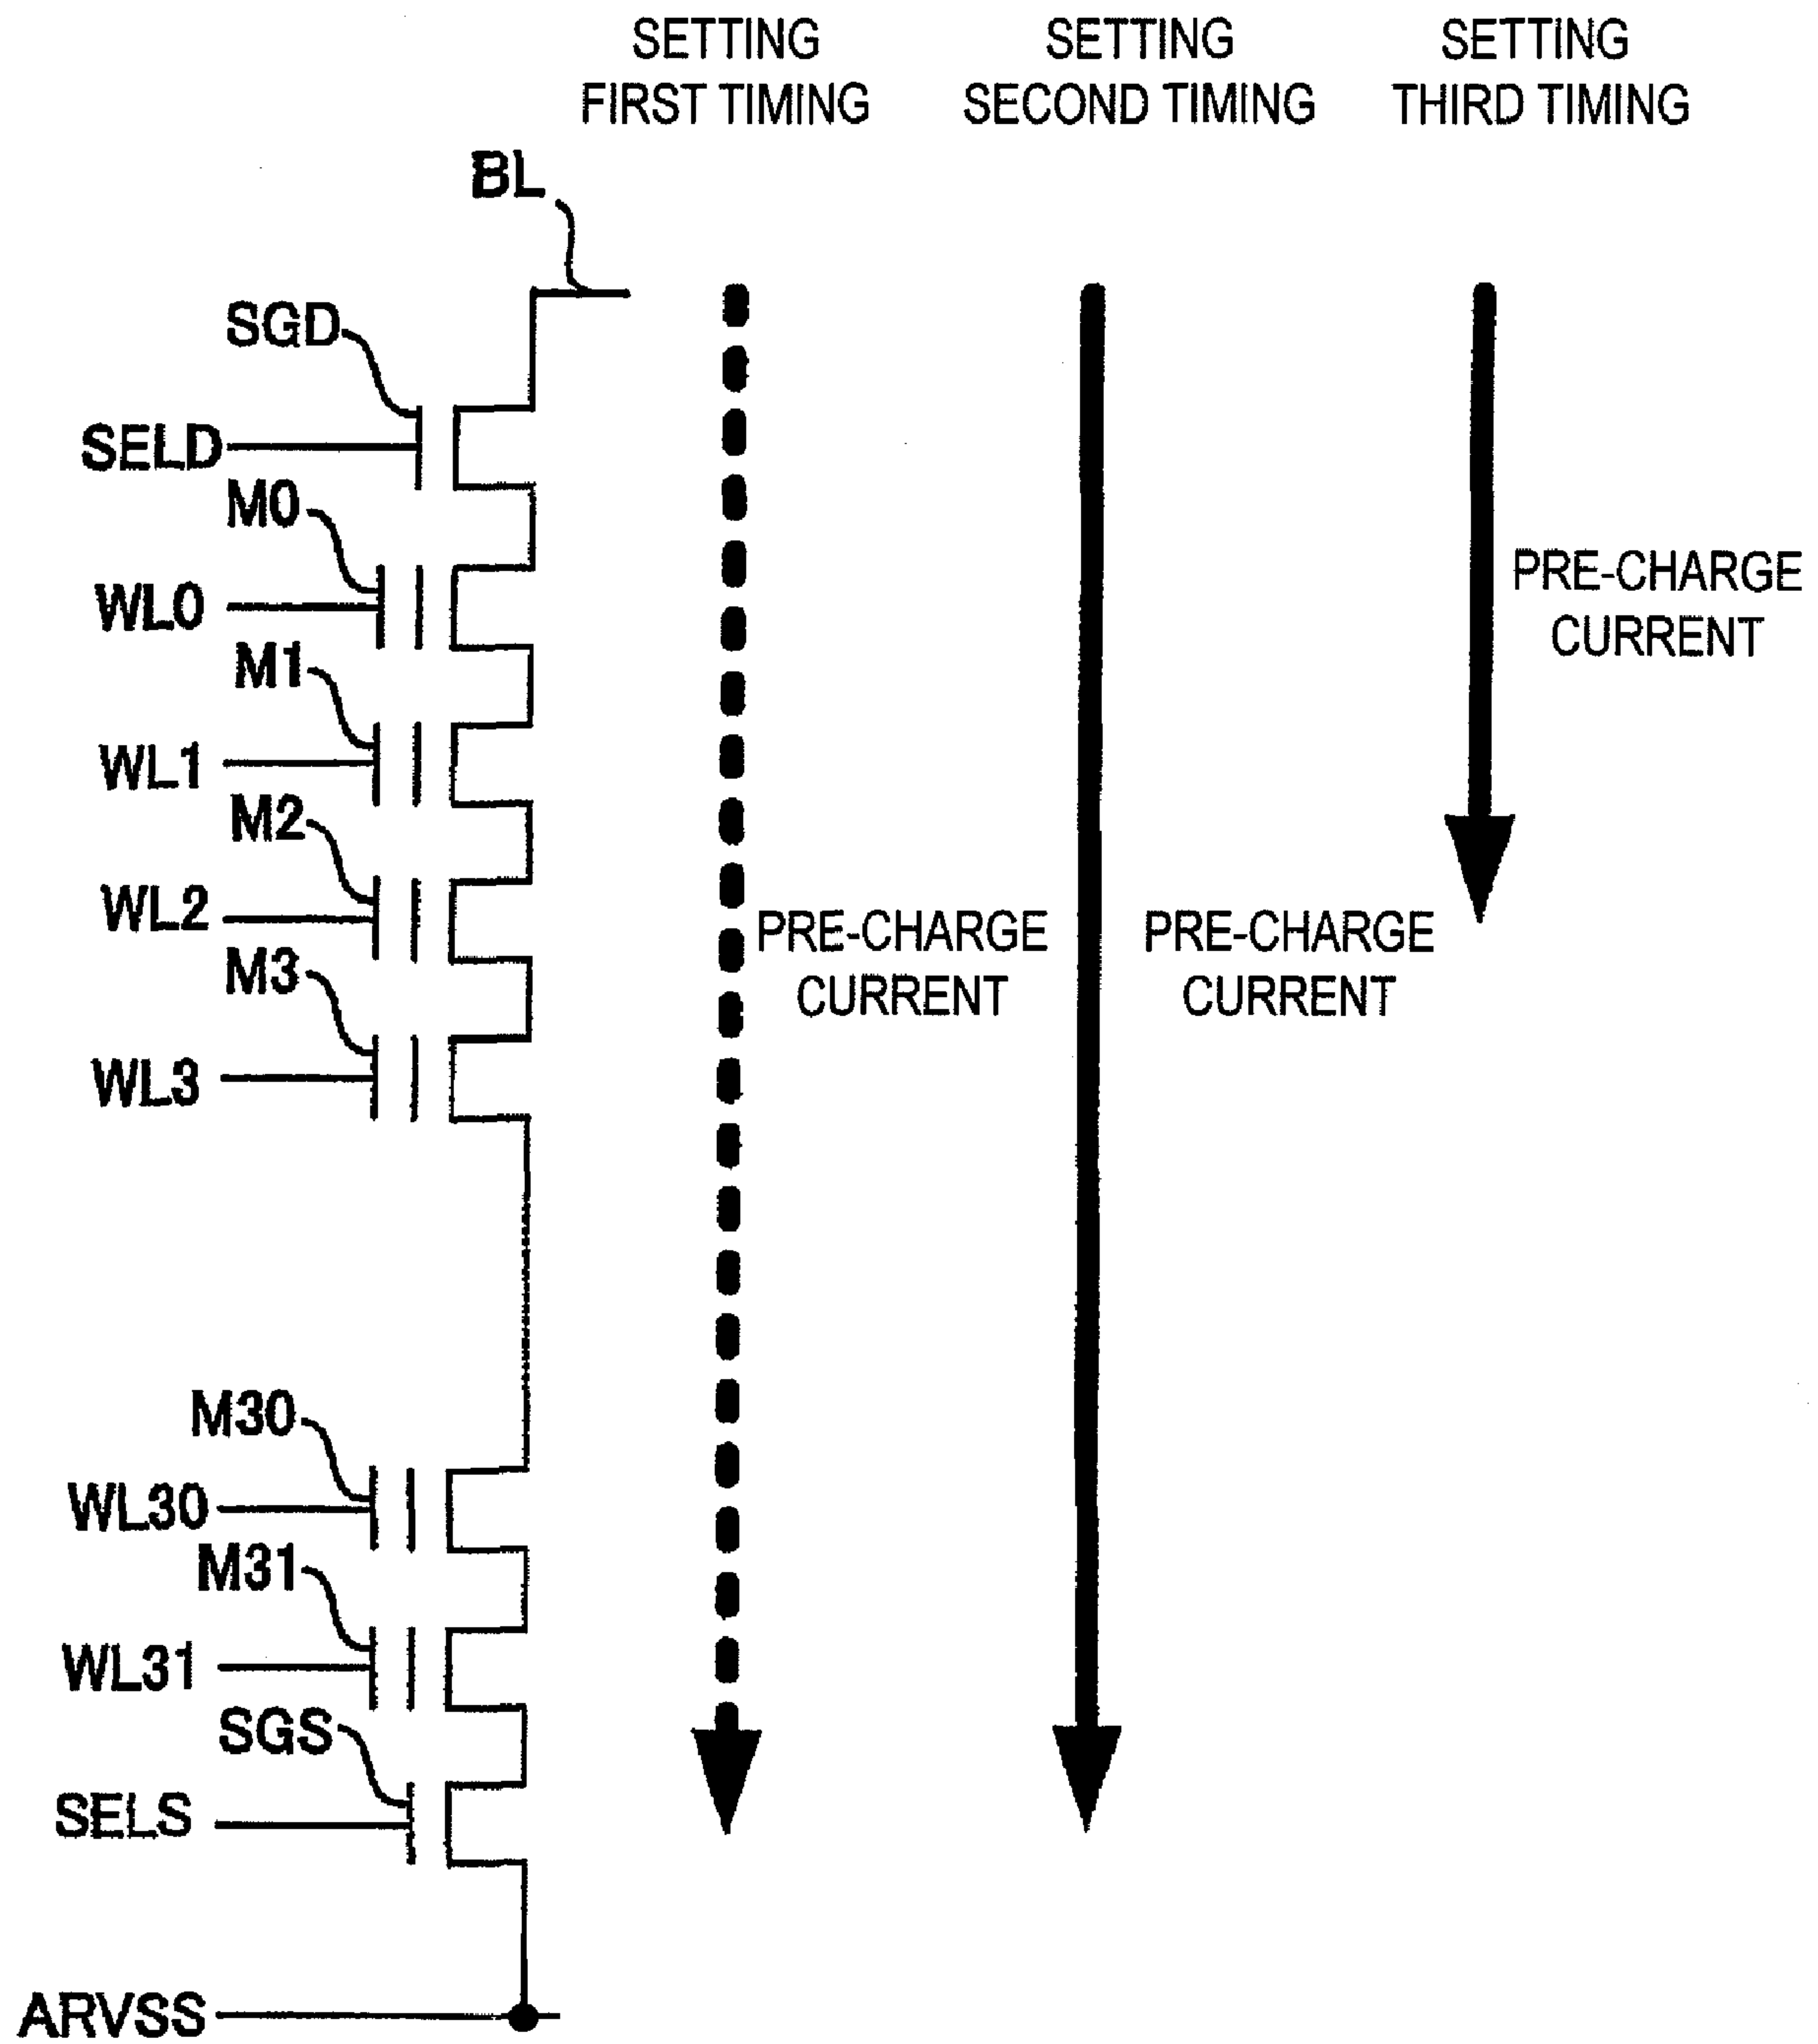 SETTING
FIRST TIMING
SETTING
SECOND TIMING
SETTING
THIRD TIMING
BL
SGD
SELD
M0
WL0
M1
WL1
M2
WL2
M3
WL3
PRE-CHARGE
CURRENT
PRE-CHARGE
CURRENT
PRE-CHARGE
CURRENT
M30
WL30
M31
WL31
SGS
SELS
ARVSS